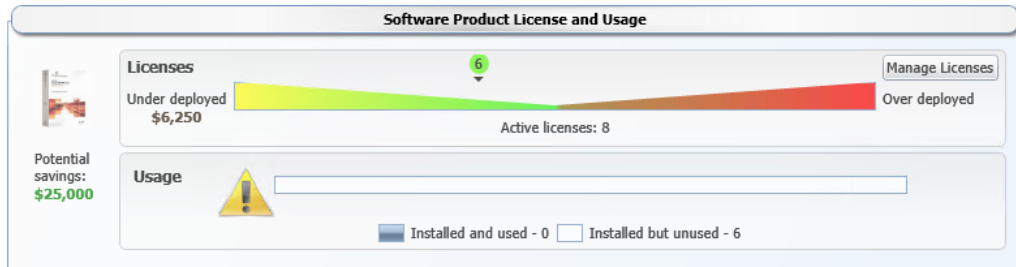 Software Product License and Usage
Licenses
6
Manage Licenses
Under deployed
$6,250
Over deployed
Active licenses: 8
Potential
savings:
$25,000
Usage
Installed and used - 0
Installed but unused - 6